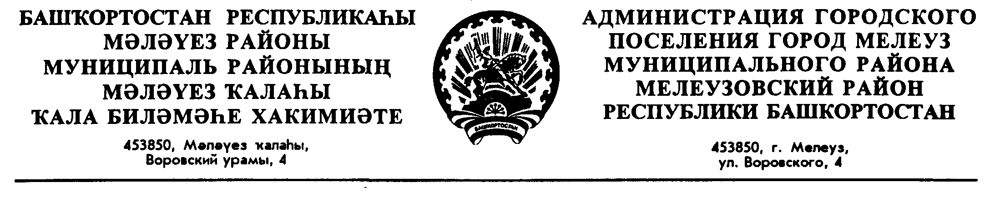 БАШҠОРТОСТАН РЕСПУБЛИКАҺЫ
МӘЛӘҮЕЗ РАЙОНЫ
МУНИЦИПАЛЬ РАЙОНЫНЫҢ
МӘЛӘҮЕЗ ҠАЛАҺЫ
ҠАЛА БИЛӘМӘҺЕ ХАКИМИӘТЕ
453850, Мәләүез ҡалаһы,
Воровский урамы, 4
БАШҠОРТОСТАН
АДМИНИСТРАЦИЯ ГОРОДСКОГО
ПОСЕЛЕНИЯ ГОРОД МЕЛЕУЗ
МУНИЦИПАЛЬНОГО РАЙОНА
МЕЛЕУЗОВСКИЙ РАЙОН
РЕСПУБЛИКИ БАШКОРТОСТАН
453850, г. Мелеуз,
ул. Воровского, 4